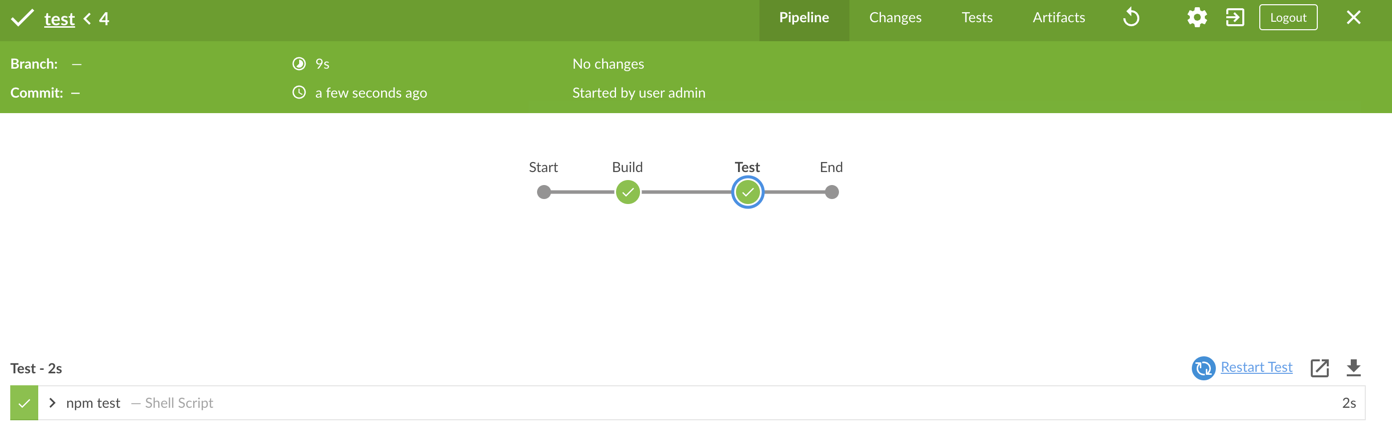 test < 4 Pipeline Changes Tests Artifacts Logout
Branch: — 9s No changes
Commit: — a few seconds ago Started by user admin
Start Build Test End
Test - 2s Restart Test
npm test — Shell Script 2s